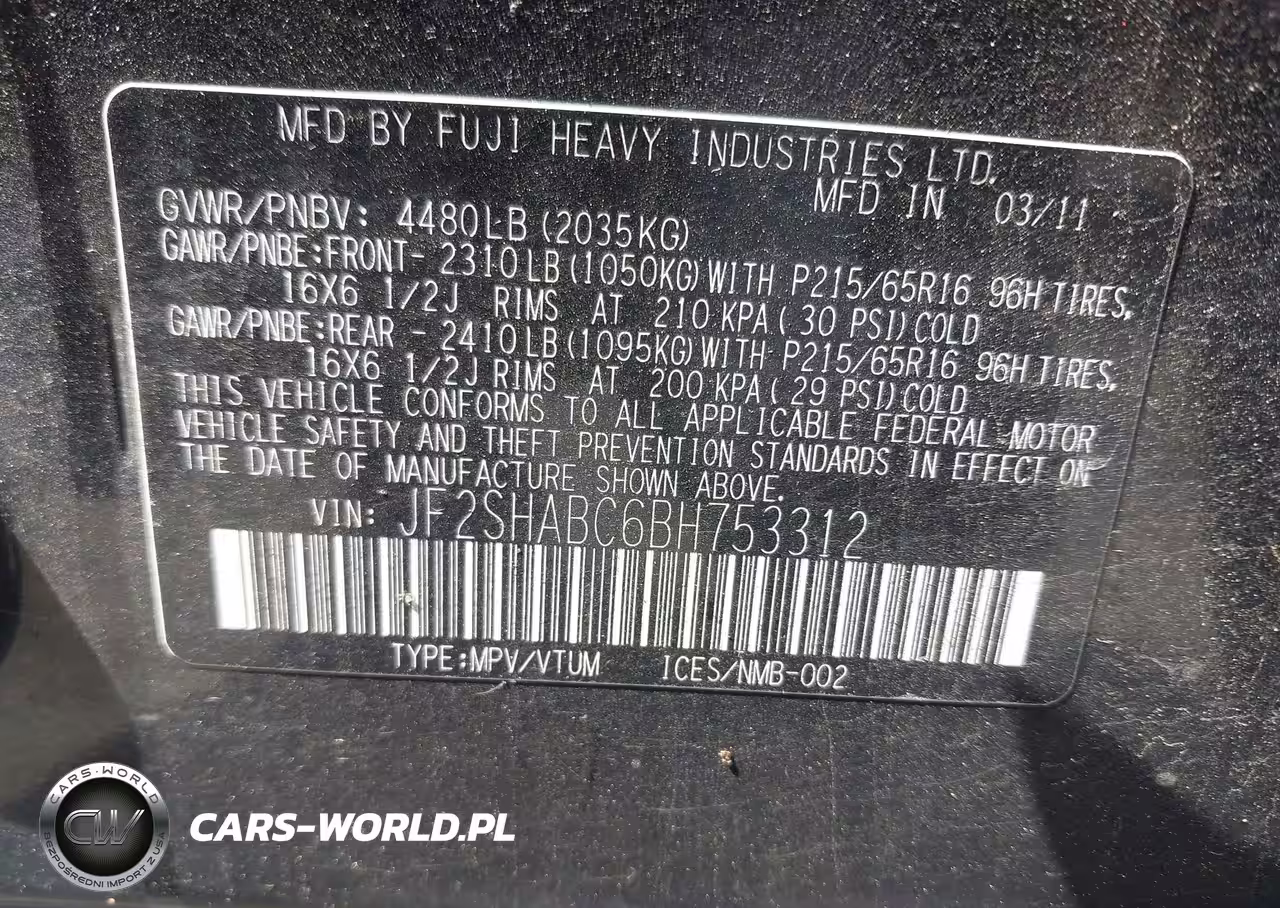 MFD BY FUJI HEAVY INDUSTRIES LTD.
MFD IN 03/11
GVWR/PNBV: 4480LB(2035KG)
GAWR/PNBE:FRONT- 2310LB(1050KG)WITH P215/65R16 96H TIRES,
16X6 1/2J RIMS AT 210 KPA(30 PSI)COLD
GAWR/PNBE:REAR - 2410LB(1095KG)WITH P215/65R16 96H TIRES,
16X6 1/2J RIMS AT 200 KPA(29 PSI)COLD
THIS VEHICLE CONFORMS TO ALL APPLICABLE FEDERAL MOTOR
VEHICLE SAFETY AND THEFT PREVENTION STANDARDS IN EFFECT ON
THE DATE OF MANUFACTURE SHOWN ABOVE.
VIN: JF2SHABC6BH753312
TYPE:MPV/VTUM ICES/NMB-002
CARS-WORLD
CW
BEZPOŚREDNI IMPORT Z USA
CARS-WORLD.PL